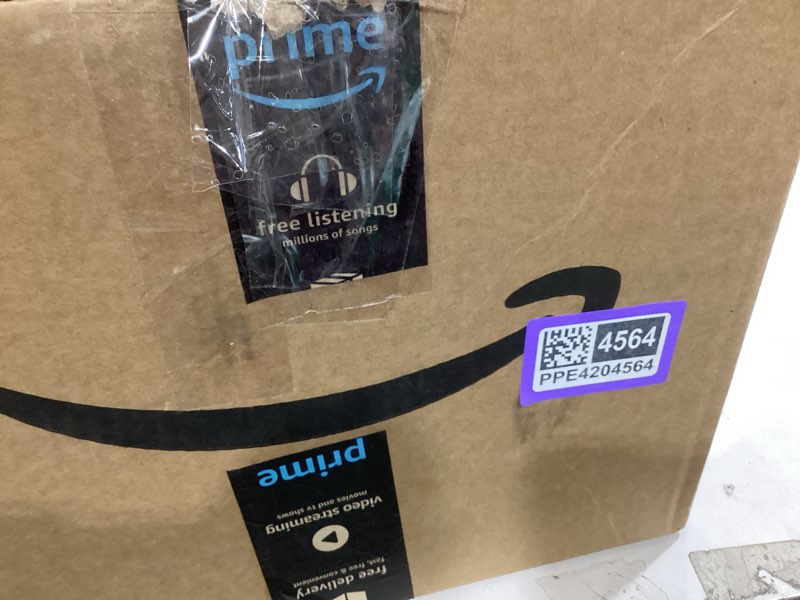 prime
free listening
millions of songs
4564
PPE4204564
prime
video streaming
movies and tv shows
free delivery
fast, free & convenient